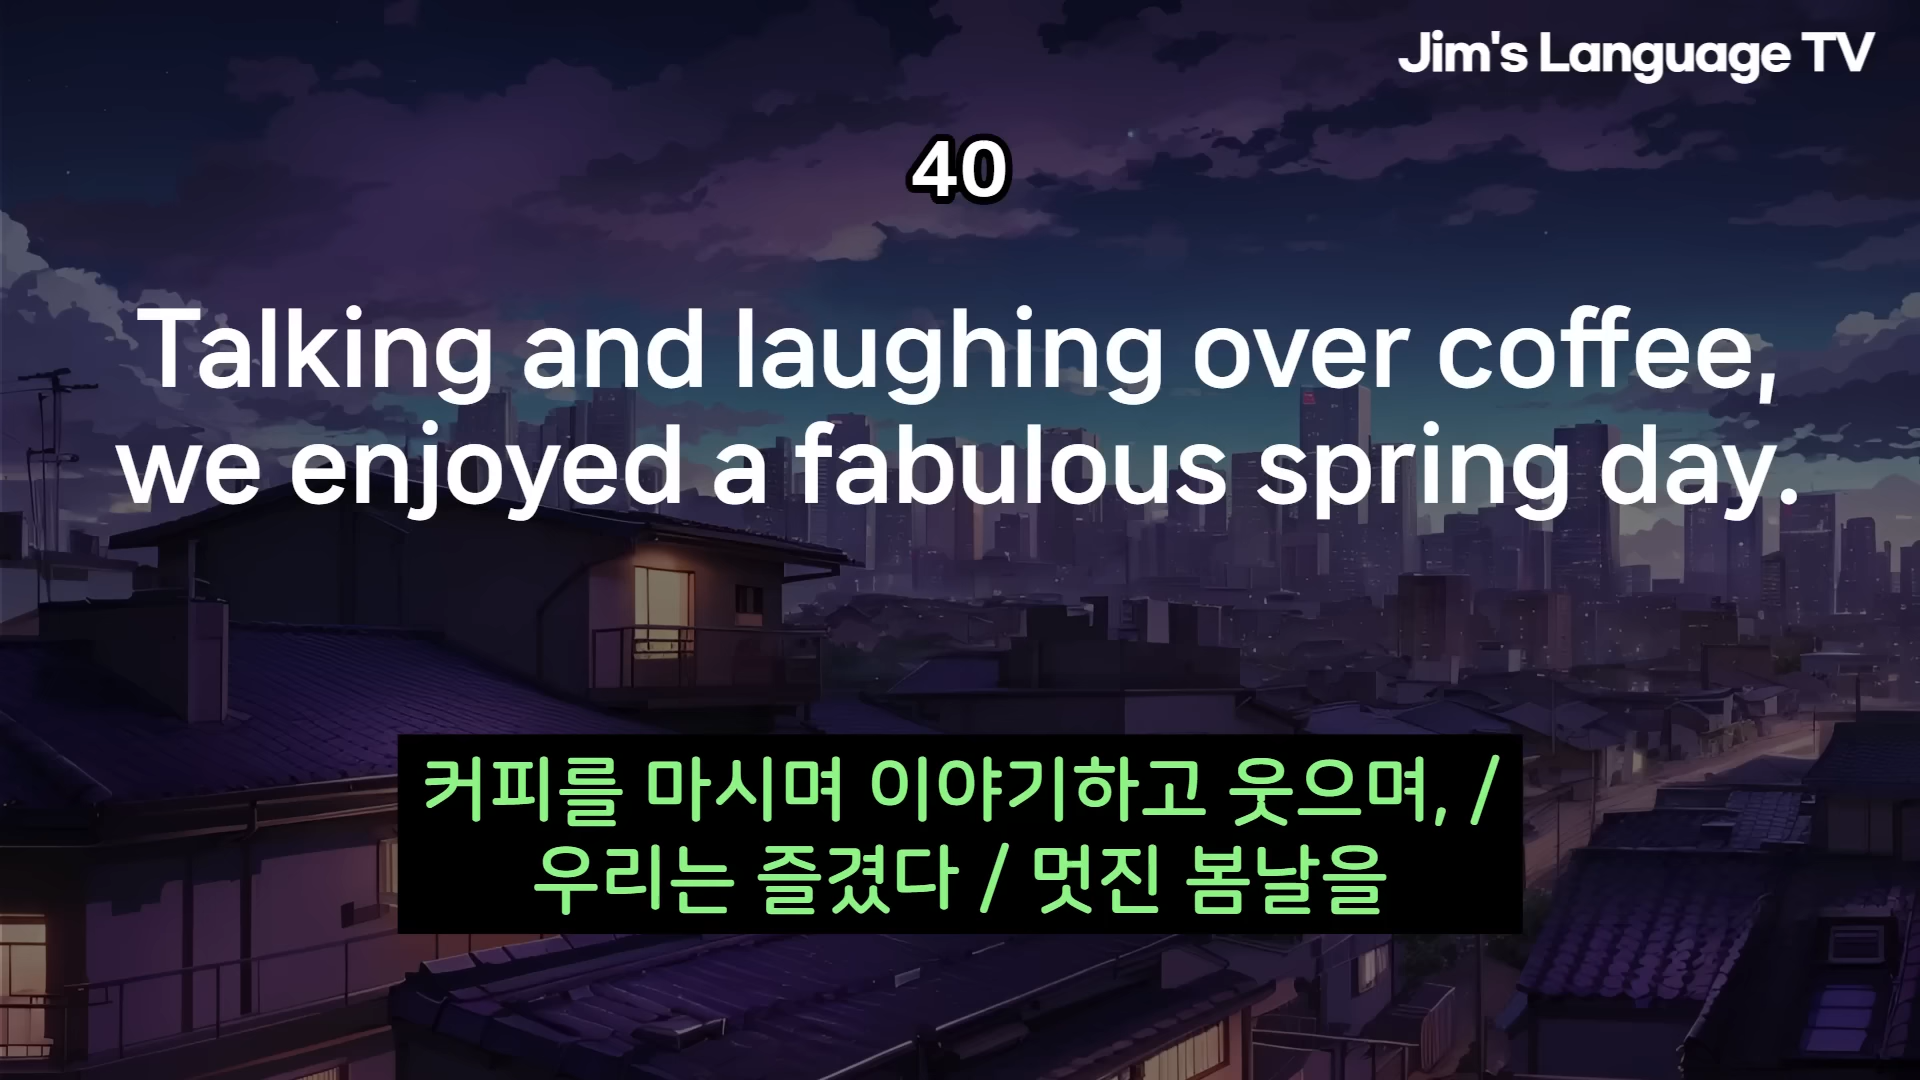 Jim's Language TV
40
Talking and laughing over coffee,
we enjoyed a fabulous spring day.
커피를 마시며 이야기하고 웃으며, /
우리는 즐겼다 / 멋진 봄날을